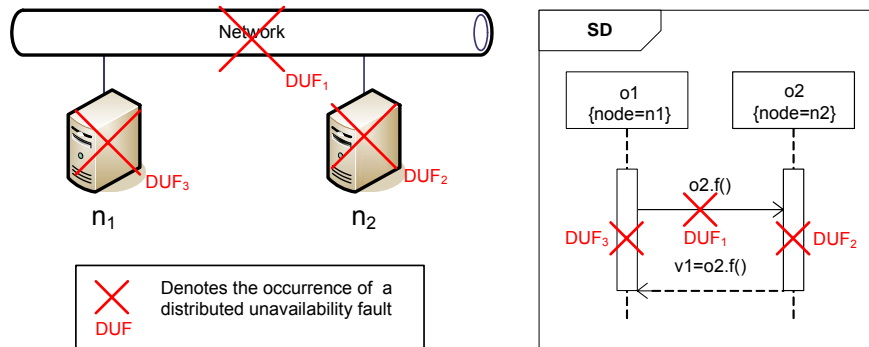 Network
DUF₁
DUF₃
DUF₂
n₁
n₂
Denotes the occurrence of a
distributed unavailability fault
DUF
SD
o1
{node=n1}
o2
{node=n2}
o2.f()
DUF₃
DUF₁
DUF₂
v1=o2.f()